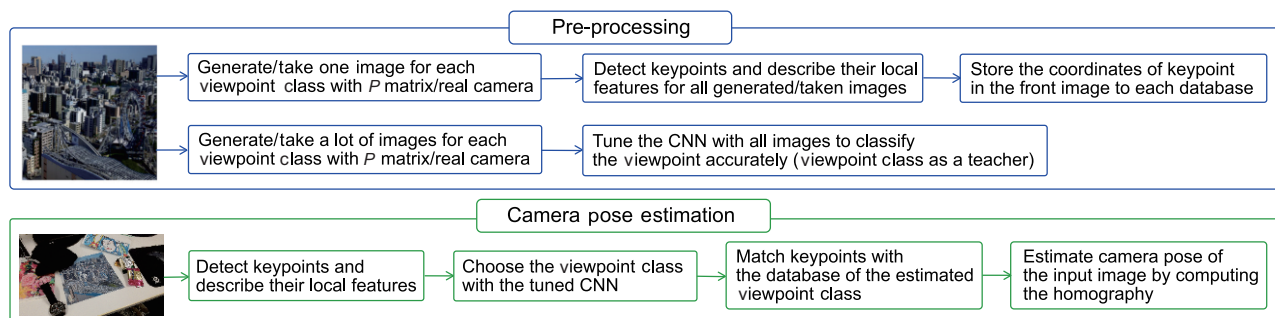 Pre-processing
Generate/take one image for each
viewpoint class with P matrix/real camera
Detect keypoints and describe their local
features for all generated/taken images
Store the coordinates of keypoint
in the front image to each database
Generate/take a lot of images for each
viewpoint class with P matrix/real camera
Tune the CNN with all images to classify
the viewpoint accurately (viewpoint class as a teacher)
Camera pose estimation
Detect keypoints and
describe their local features
Choose the viewpoint class
with the tuned CNN
Match keypoints with
the database of the estimated
viewpoint class
Estimate camera pose of
the input image by computing
the homography